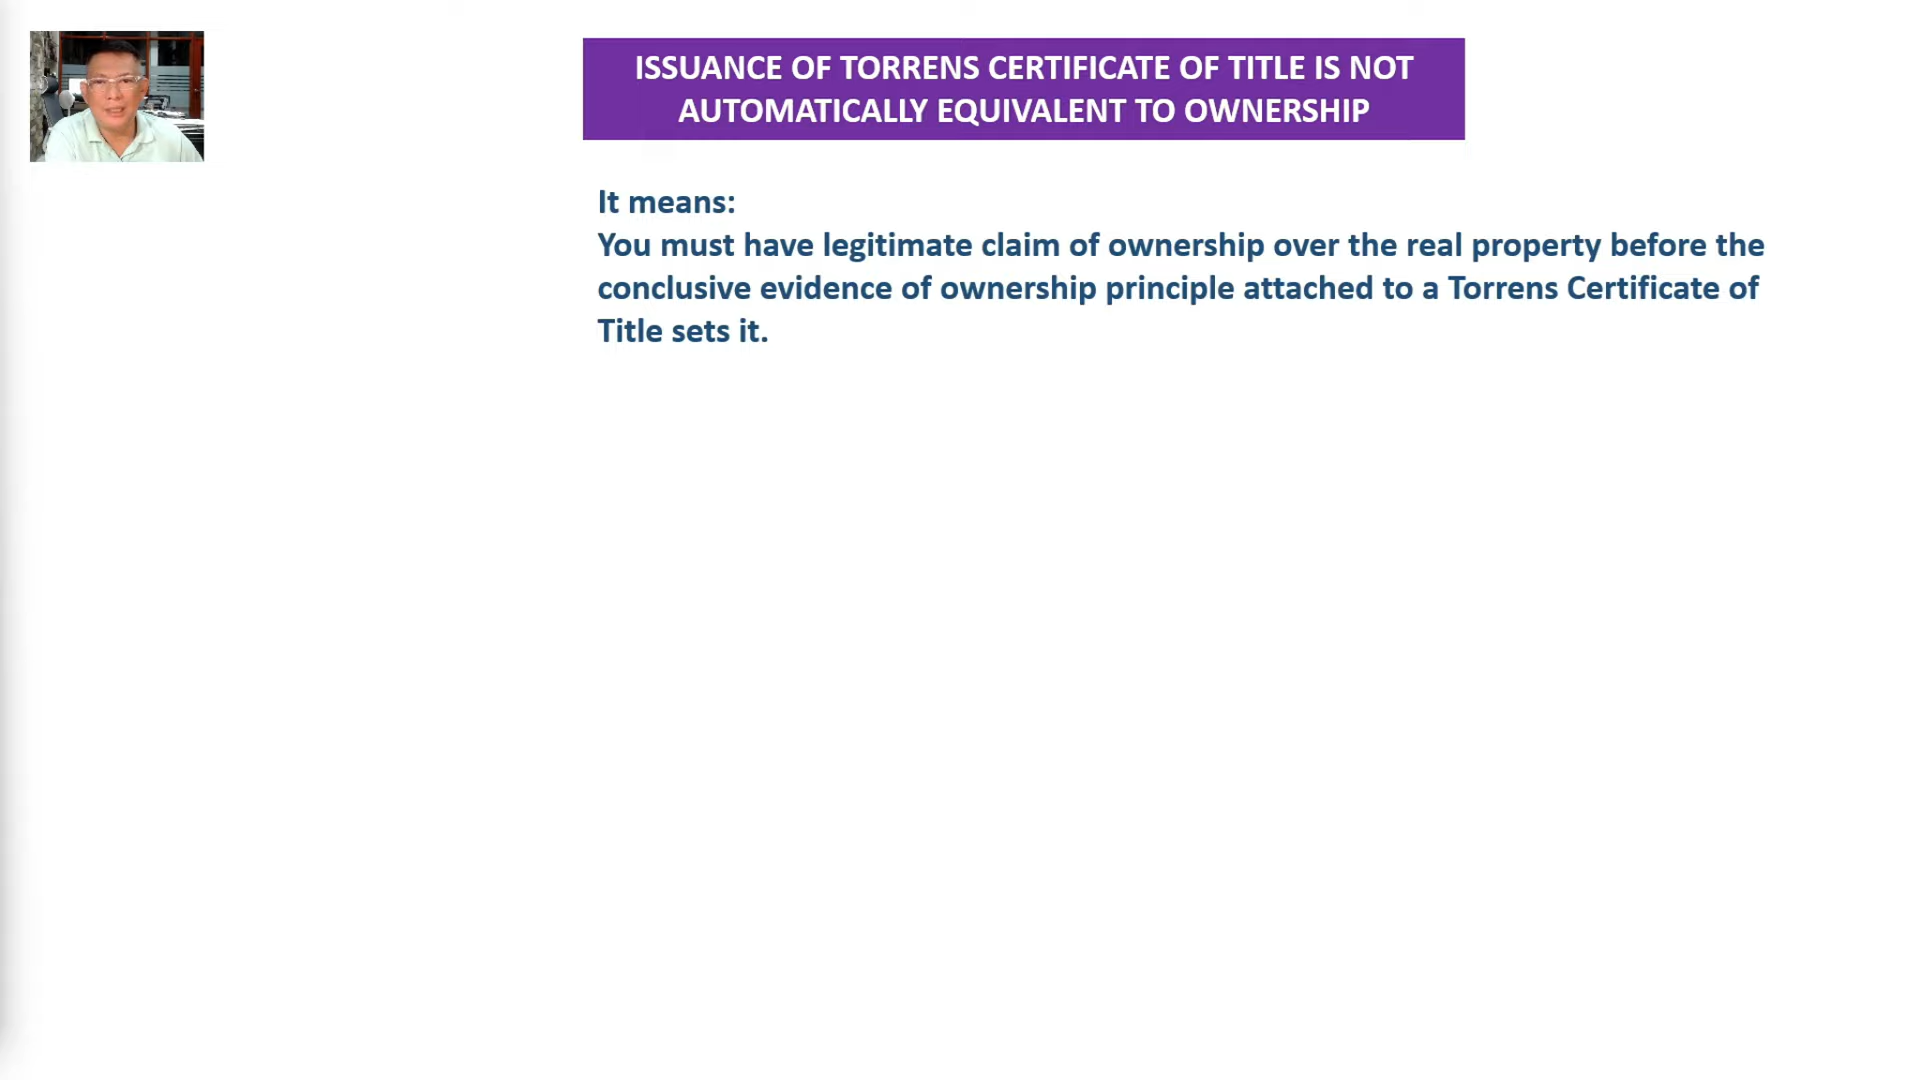 ISSUANCE OF TORRENS CERTIFICATE OF TITLE IS NOT
AUTOMATICALLY EQUIVALENT TO OWNERSHIP
It means:
You must have legitimate claim of ownership over the real property before the
conclusive evidence of ownership principle attached to a Torrens Certificate of
Title sets it.